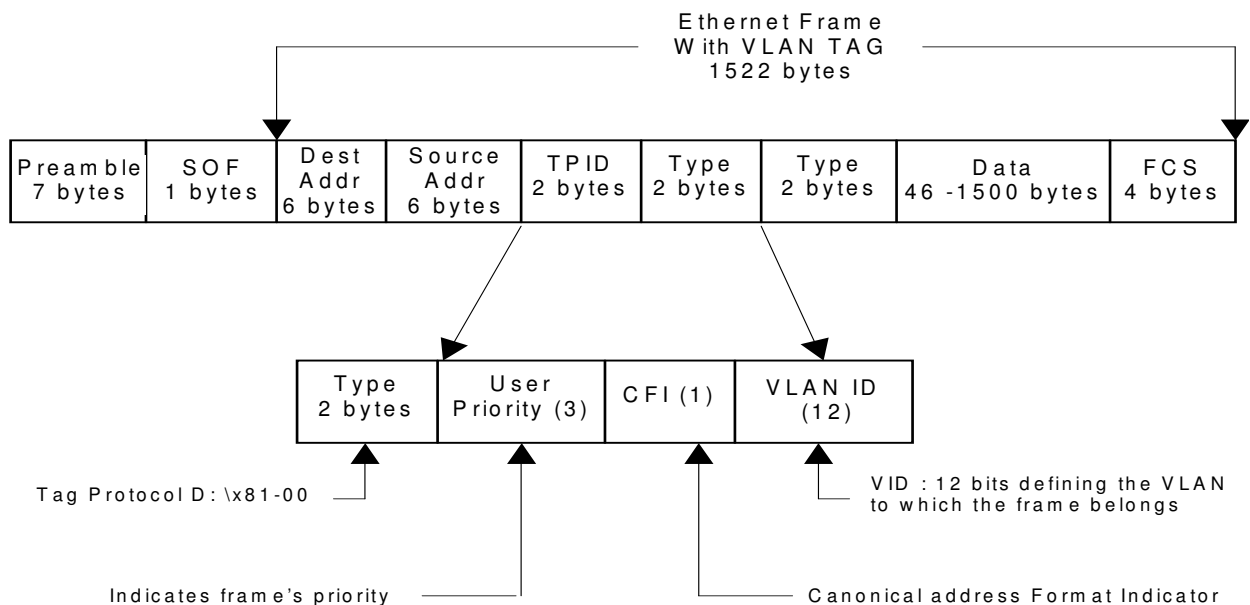 Ethernet Frame
With VLAN TAG
1522 bytes
Preamble
7 bytes
SOF
1 bytes
Dest
Addr
6 bytes
Source
Addr
6 bytes
TPID
2 bytes
Type
2 bytes
Type
2 bytes
Data
46 -1500 bytes
FCS
4 bytes
Type
2 bytes
User
Priority (3)
CFI (1)
VLAN ID
(12)
Tag Protocol D: \x81-00
VID : 12 bits defining the VLAN
to which the frame belongs
Indicates frame's priority
Canonical address Format Indicator